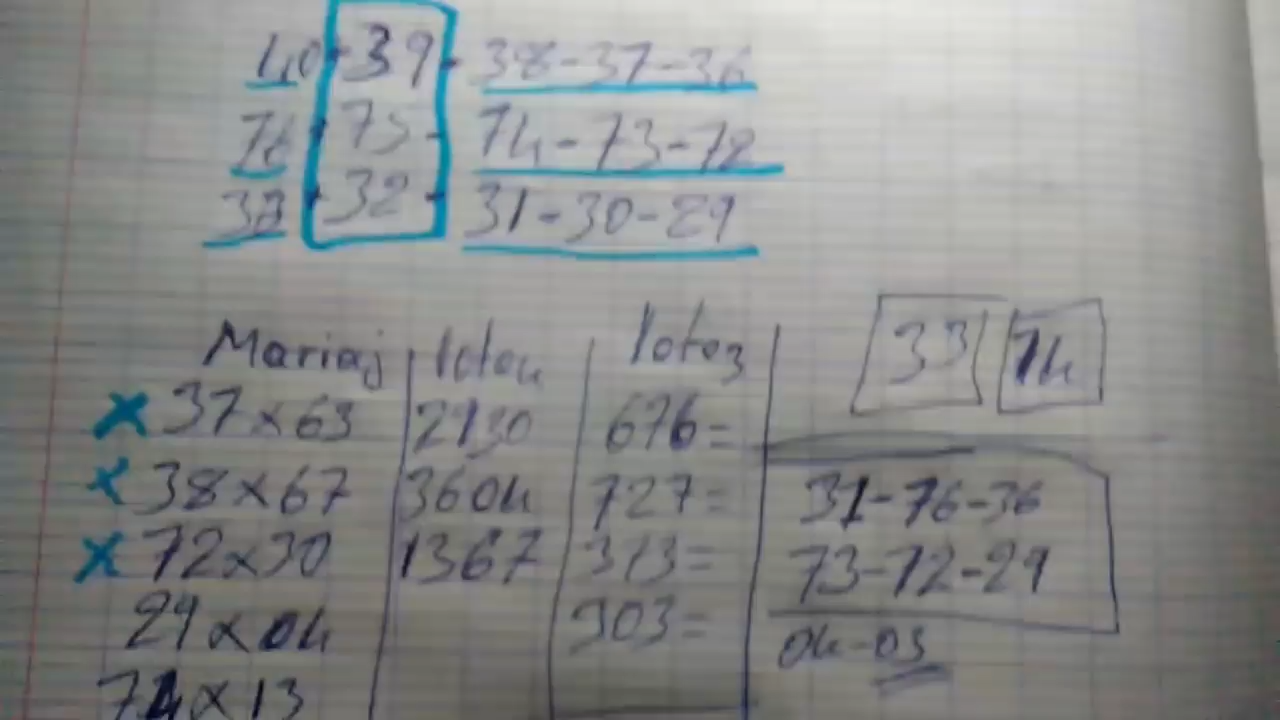 40-39-38-37-36
76-75-74-73-72
33-32-31-30-29
Mariaj loto4 loto3
33 74
37x63 2930 676=
38x67 3604 727=
72x30 1367 313=
29x04 303=
74x13
31-76-36
73-72-29
04-03